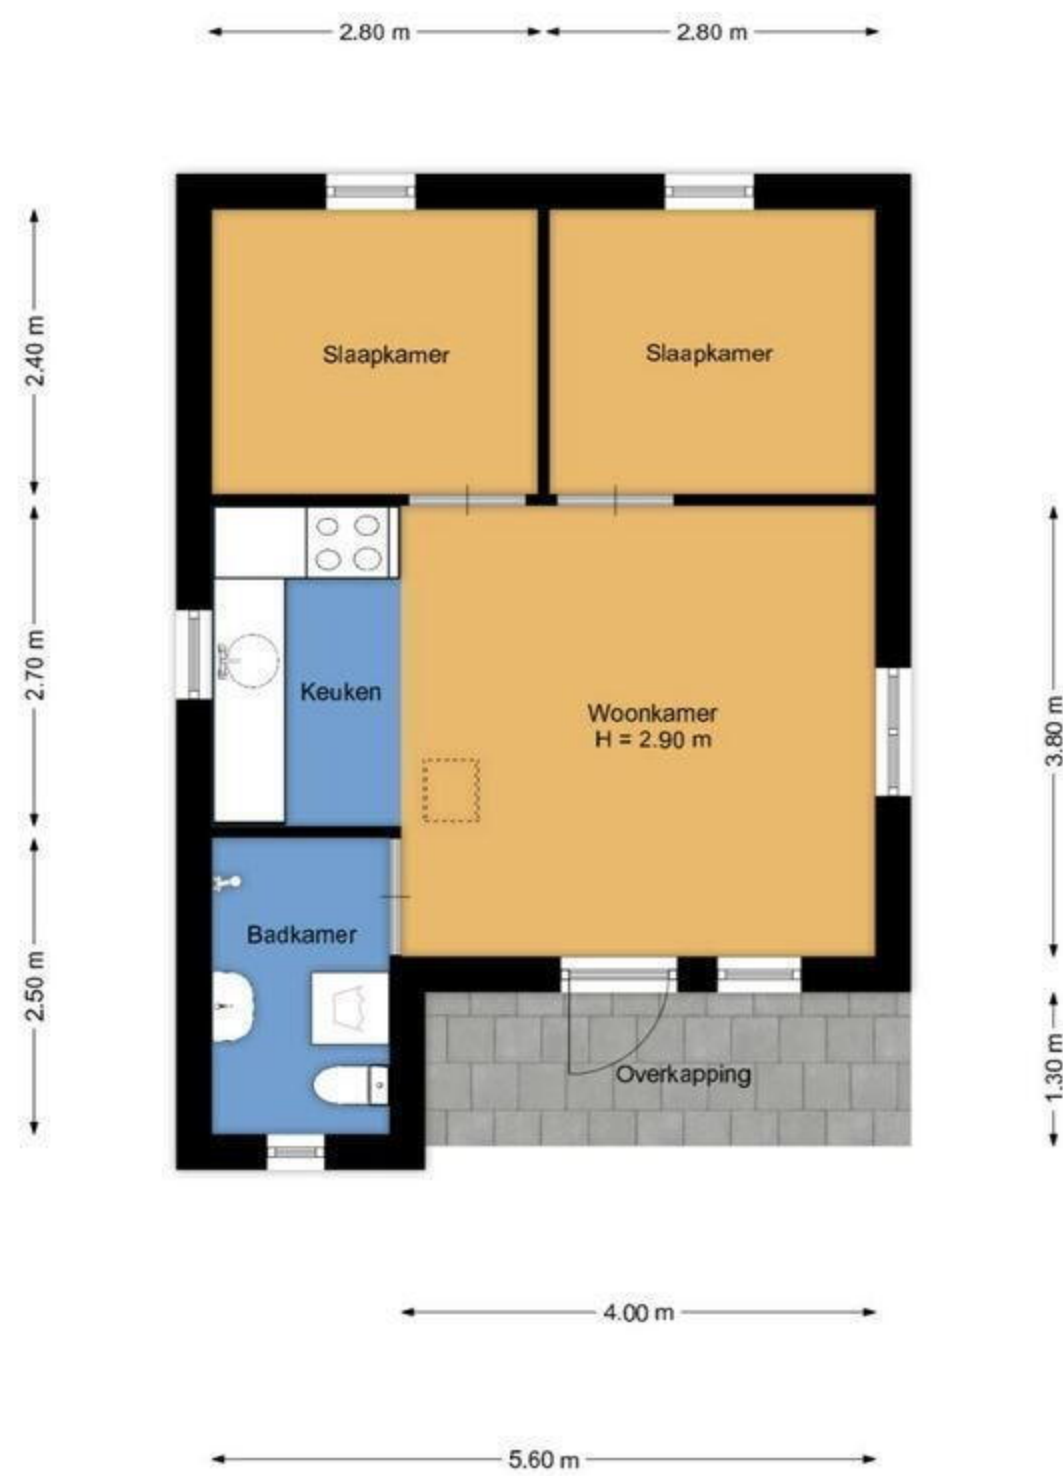 2.80 m
2.80 m
2.40 m
Slaapkamer
Slaapkamer
2.70 m
Keuken
Woonkamer
H = 2.90 m
3.80 m
Badkamer
2.50 m
Overkapping
1.30 m
4.00 m
5.60 m